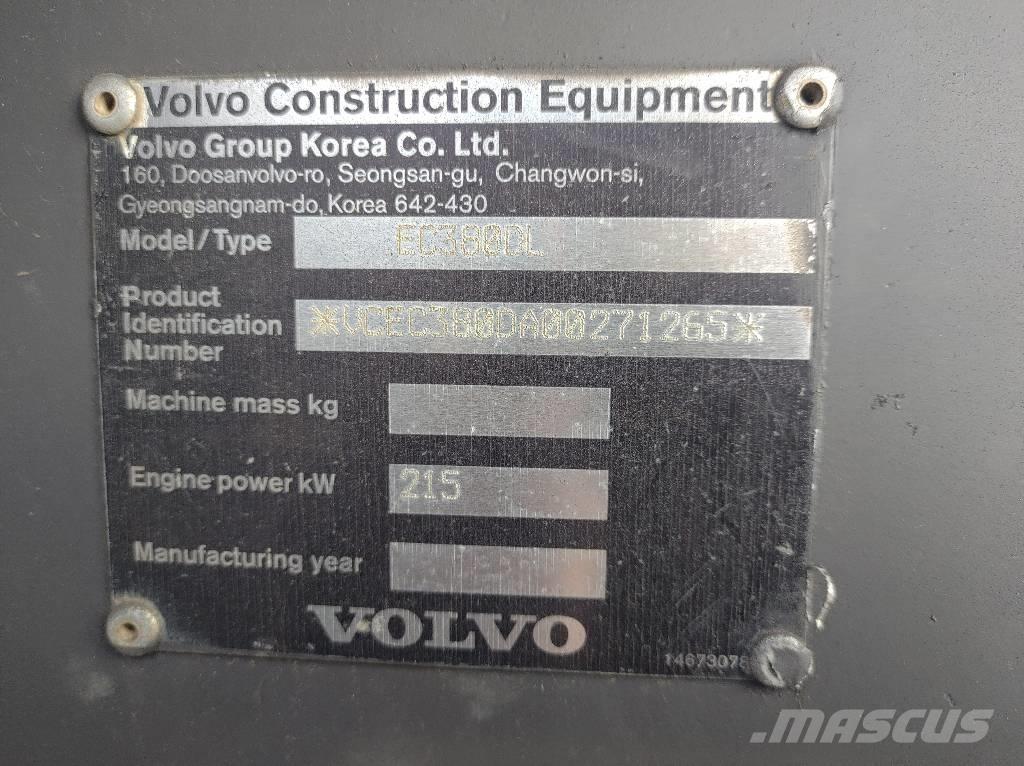 Volvo Construction Equipment
Volvo Group Korea Co. Ltd.
160, Doosanvolvo-ro, Seongsan-gu, Changwon-si,
Gyeongsangnam-do, Korea 642-430
Model/Type EC380DL
Product
Identification
Number
*VCEC380DA00271265*
Machine mass kg
Engine power kW 215
Manufacturing year
VOLVO
1467307
MASCUS